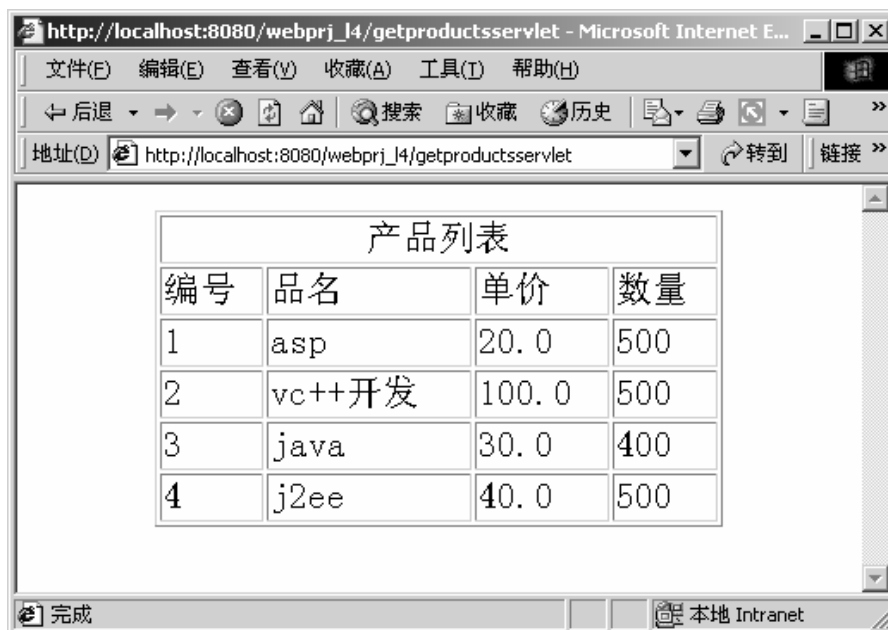 http://localhost:8080/webprj_l4/getproductsservlet - Microsoft Internet E...
文件(F) 编辑(E) 查看(V) 收藏(A) 工具(T) 帮助(H)
后退 搜索 收藏 历史 »
地址(D) http://localhost:8080/webprj_l4/getproductsservlet 转到 链接 »
产品列表
编号 品名 单价 数量
1 asp 20.0 500
2 vc++开发 100.0 500
3 java 30.0 400
4 j2ee 40.0 500
完成 本地 Intranet